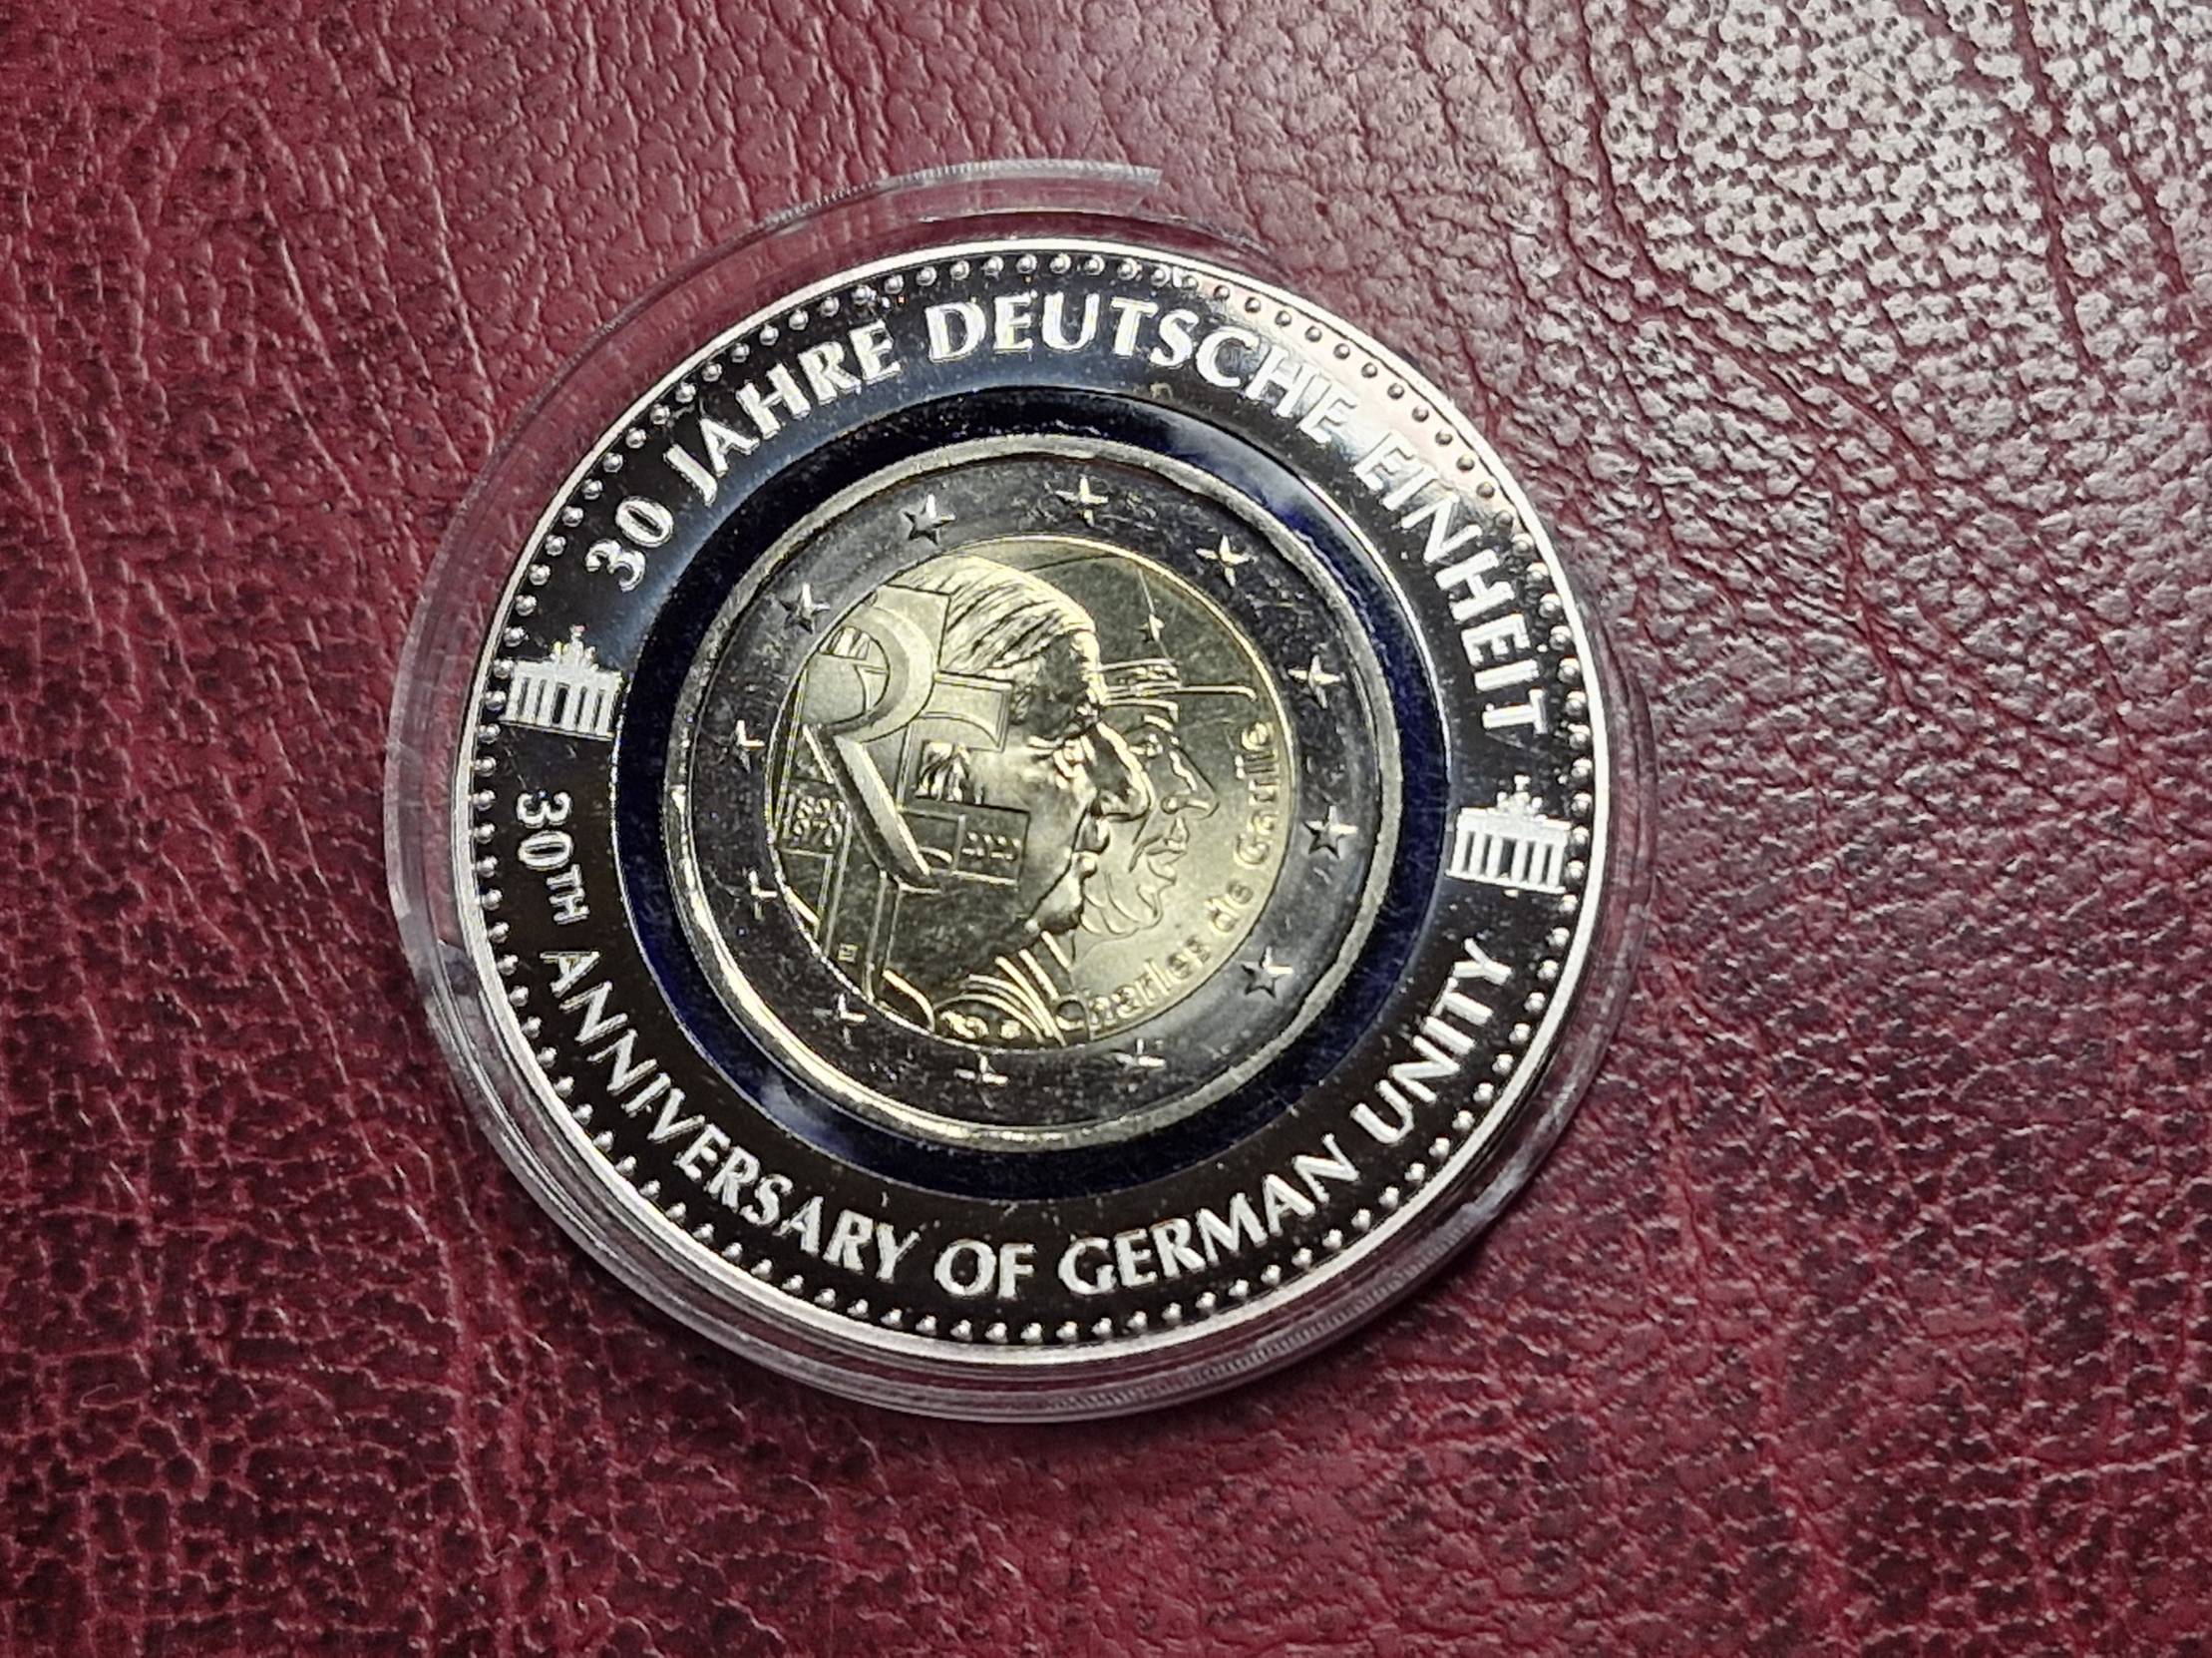 30 JAHRE DEUTSCHE EINHEIT
30TH ANNIVERSARY OF GERMAN UNITY
1890
1970
2020
Charles de Gaulle